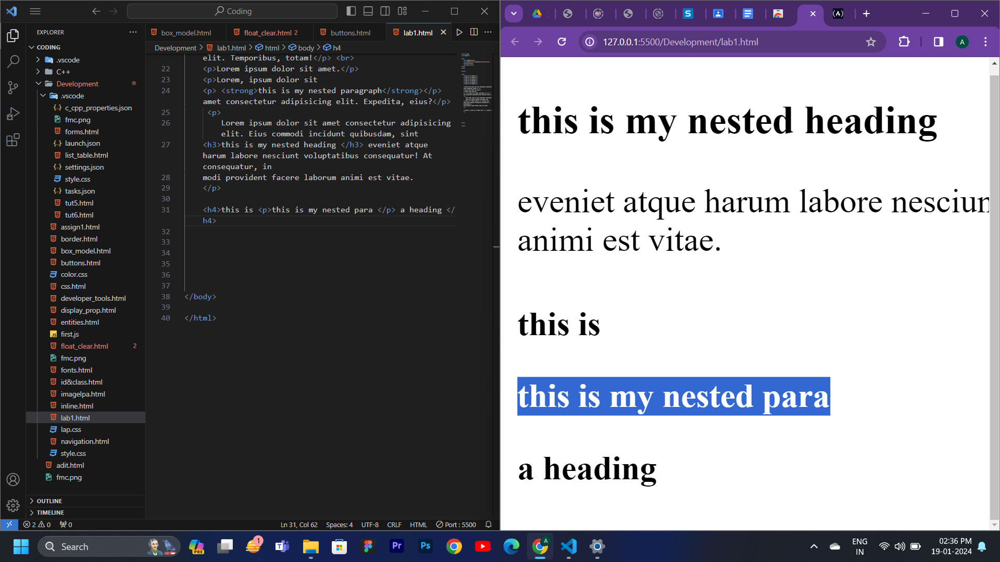 Coding
EXPLORER
CODING
.vscode
C++
Development
.vscode
c_cpp_properties.json
fmc.png
forms.html
launch.json
list_table.html
settings.json
style.css
tasks.json
tut5.html
tut6.html
assign1.html
border.html
box_model.html
buttons.html
color.css
css.html
developer_tools.html
display_prop.html
entities.html
first.js
float_clear.html 2
fmc.png
fonts.html
id&class.html
imagelpa.html
inline.html
lab1.html
lap.css
navigation.html
style.css
adit.html
fmc.png
OUTLINE
TIMELINE
box_model.html float_clear.html 2 buttons.html lab1.html
Development > lab1.html > html > body > h4
elit. Temporibus, totam!</p> <br>
22 <p>Lorem ipsum dolor sit amet.</p>
23 <p>Lorem, ipsum dolor sit
24 <p> <strong>this is my nested paragraph</strong></p>
amet consectetur adipisicing elit. Expedita, eius?</p>
25 <p>
26 Lorem ipsum dolor sit amet consectetur adipisicing
elit. Eius commodi incidunt quibusdam, sint
27 <h3>this is my nested heading </h3> eveniet atque
harum labore nesciunt voluptatibus consequatur! At
consequatur, in
28 modi provident facere laborum animi est vitae.
29 </p>
30
31 <h4>this is <p>this is my nested para </p> a heading </
h4>
32
33
34
35
36
37
38 </body>
39
40 </html>
2 0 0 Ln 31, Col 62 Spaces: 4 UTF-8 CRLF HTML Port : 5500
127.0.0.1:5500/Development/lab1.html A
this is my nested heading
eveniet atque harum labore nesciun
animi est vitae.
this is
this is my nested para
a heading
Search PRE 1 Pr Ps A
ENG
IN
02:36 PM
19-01-2024